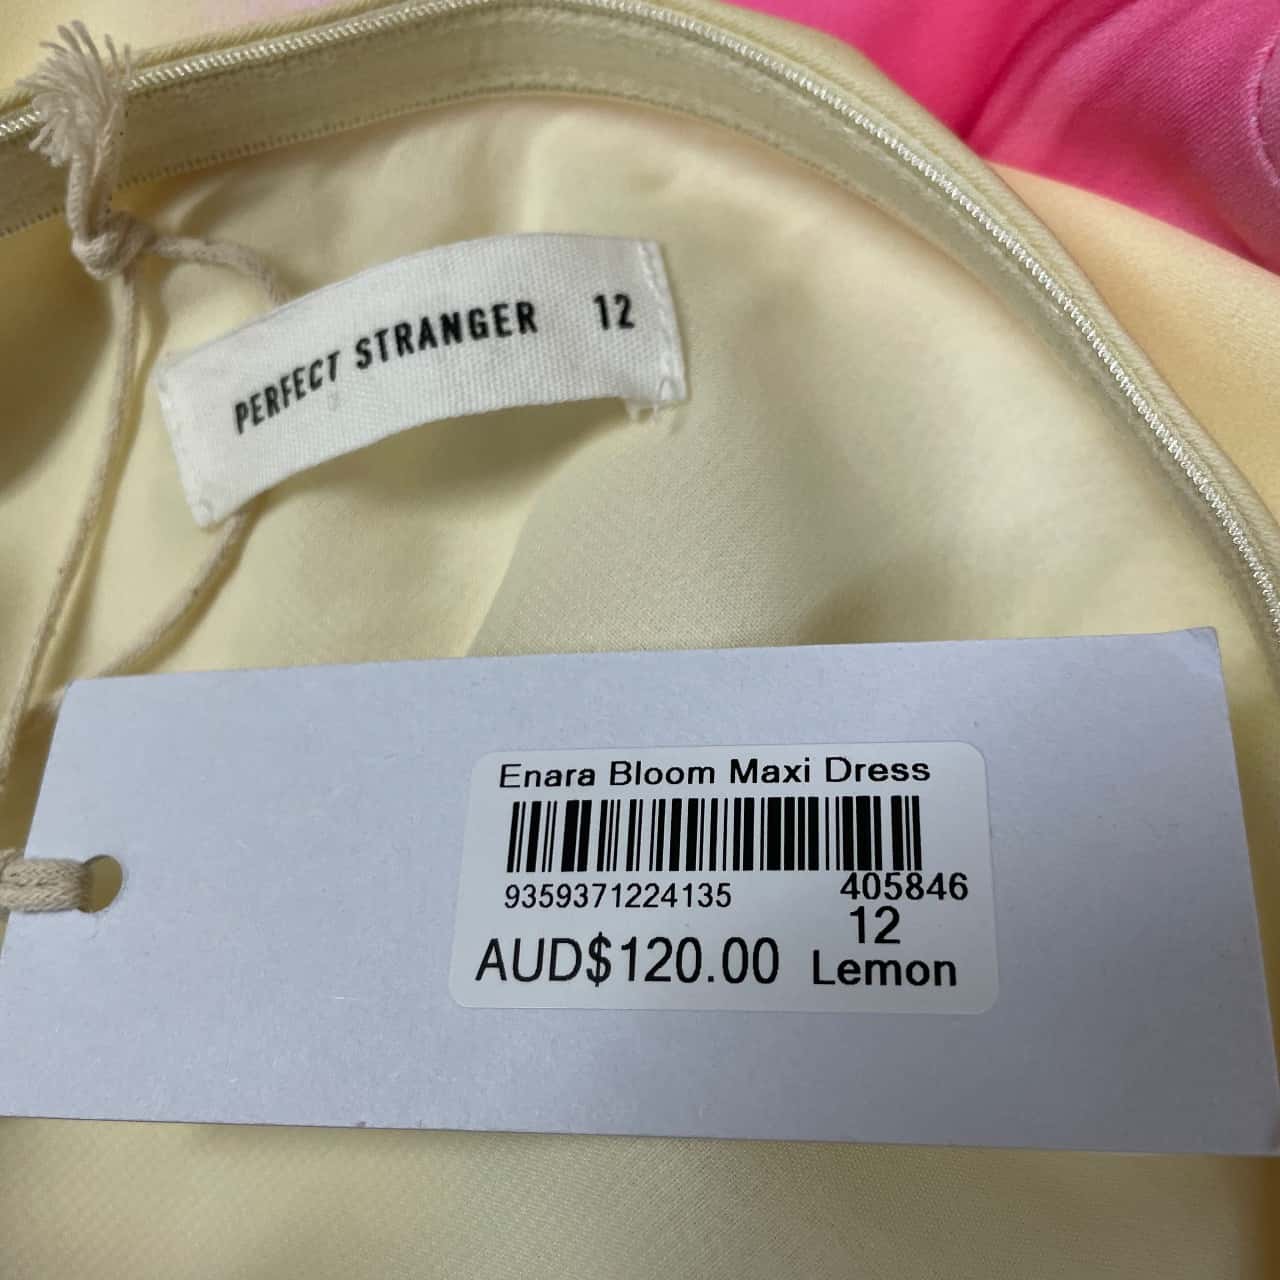 PERFECT STRANGER 12
Enara Bloom Maxi Dress
9359371224135 405846
12
AUD$120.00 Lemon